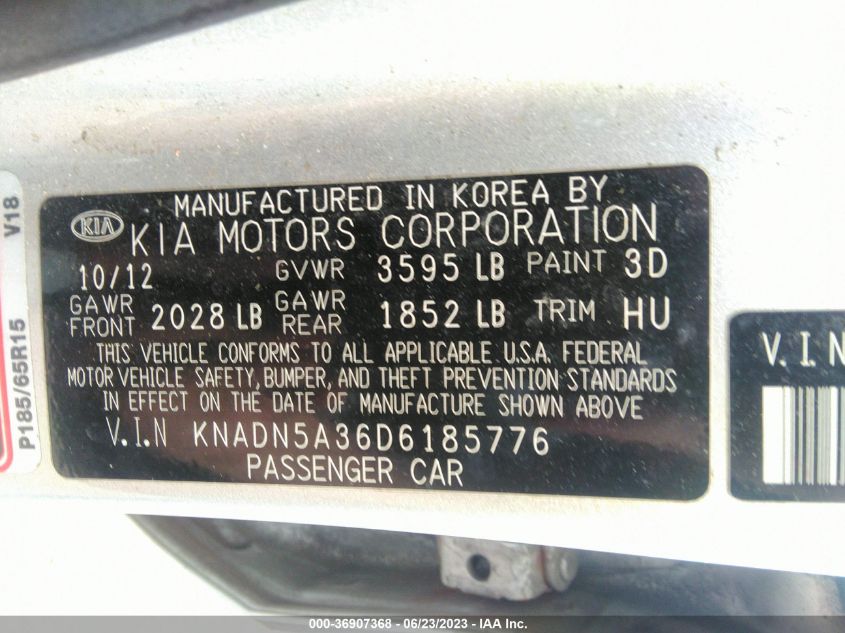 MANUFACTURED IN KOREA BY
KIA KIA MOTORS CORPORATION
10/12 GVWR 3595 LB PAINT 3D
GAWR FRONT 2028 LB GAWR REAR 1852 LB TRIM HU
THIS VEHICLE CONFORMS TO ALL APPLICABLE U.S.A. FEDERAL
MOTOR VEHICLE SAFETY, BUMPER, AND THEFT PREVENTION STANDARDS
IN EFFECT ON THE DATE OF MANUFACTURE SHOWN ABOVE
V.I.N KNADN5A36D6185776
PASSENGER CAR
P185/65R15 V18
V.I.N
000-36907368 - 06/23/2023 - IAA Inc.